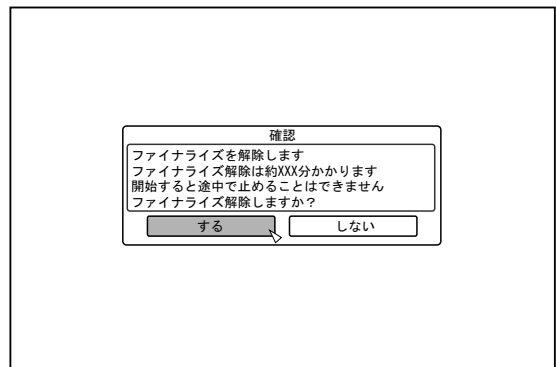 確認
ファイナライズを解除します
ファイナライズ解除は約XXX分かかります
開始すると途中で止めることはできません
ファイナライズ解除しますか？
する
しない